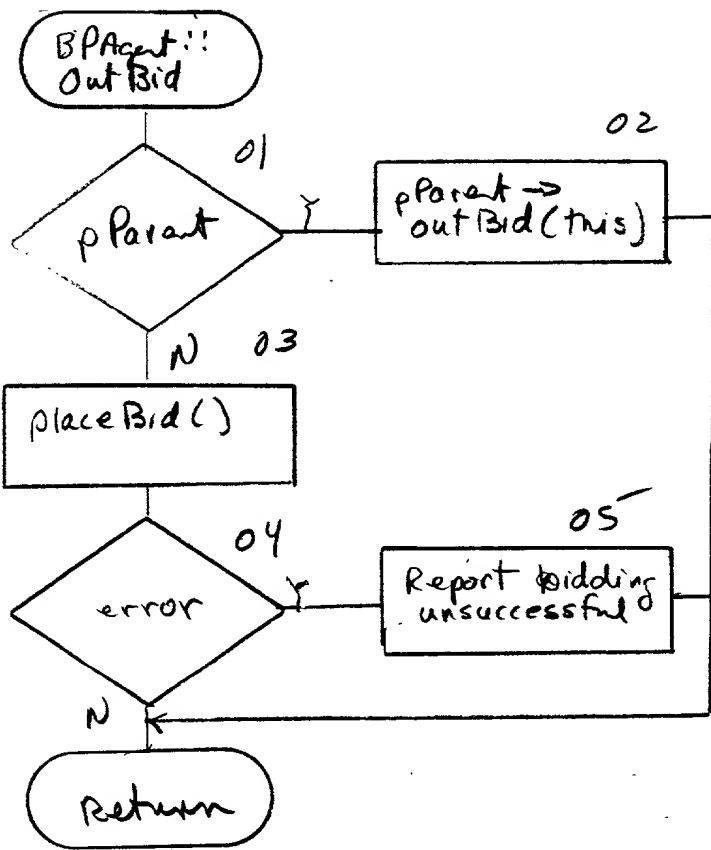 BPAgent::
OutBid
01
02
pParent
Y
pParent →
outBid(this)
N
03
placeBid()
04
05
error
Y
Report bidding
unsuccessful
N
Return